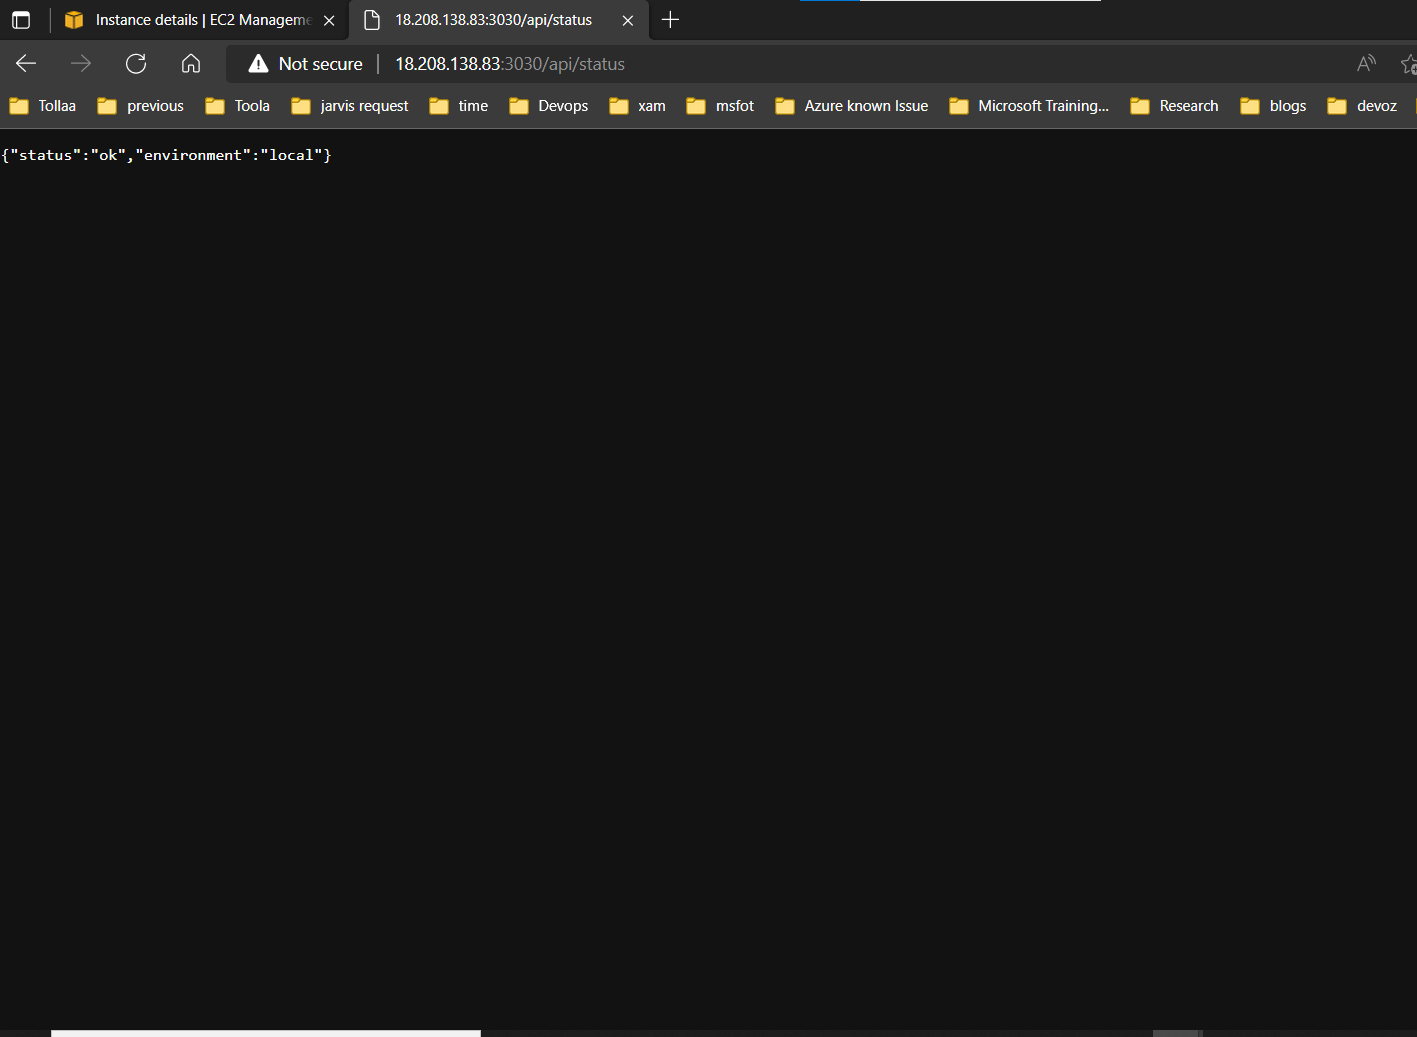 Instance details | EC2 Manageme
18.208.138.83:3030/api/status
Not secure | 18.208.138.83:3030/api/status
Tollaa previous Toola jarvis request time Devops xam msfot Azure known Issue Microsoft Training... Research blogs devoz
{"status":"ok","environment":"local"}